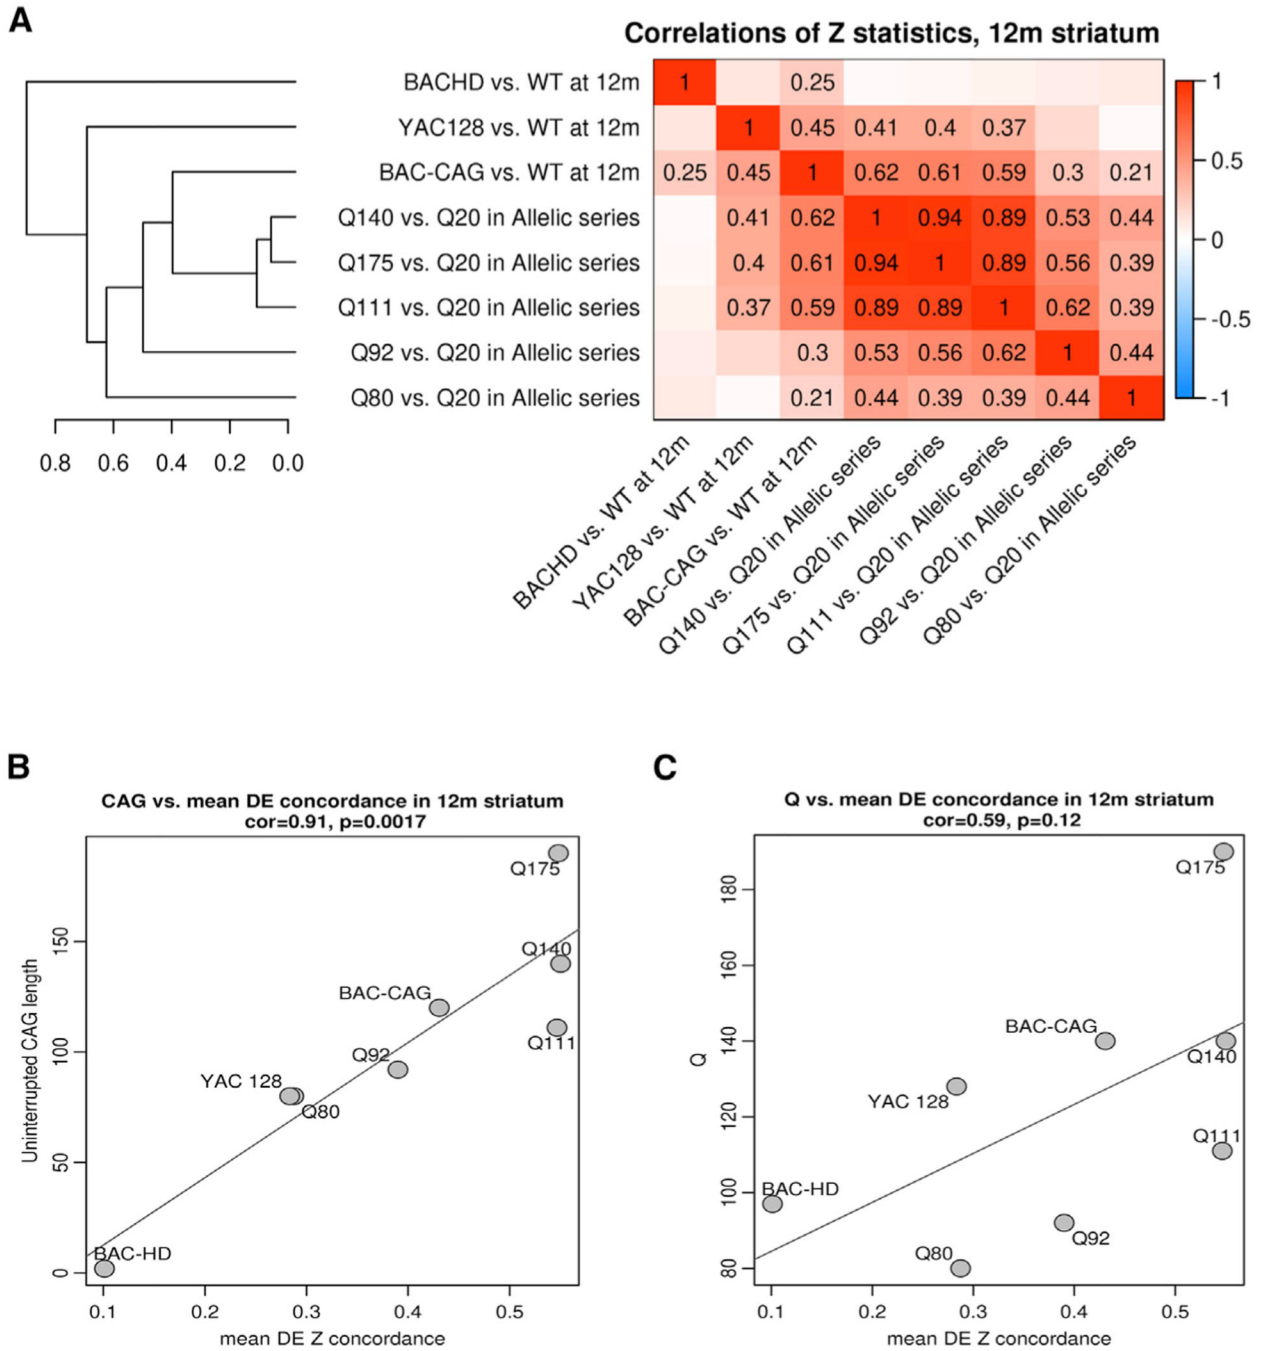 A
Correlations of Z statistics, 12m striatum
BACHD vs. WT at 12m 1 0.25
YAC128 vs. WT at 12m 1 0.45 0.41 0.4 0.37
BAC-CAG vs. WT at 12m 0.25 0.45 1 0.62 0.61 0.59 0.3 0.21
Q140 vs. Q20 in Allelic series 0.41 0.62 1 0.94 0.89 0.53 0.44
Q175 vs. Q20 in Allelic series 0.4 0.61 0.94 1 0.89 0.56 0.39
Q111 vs. Q20 in Allelic series 0.37 0.59 0.89 0.89 1 0.62 0.39
Q92 vs. Q20 in Allelic series 0.3 0.53 0.56 0.62 1 0.44
Q80 vs. Q20 in Allelic series 0.21 0.44 0.39 0.39 0.44 1
1
0.5
0
-0.5
-1
0.8 0.6 0.4 0.2 0.0
BACHD vs. WT at 12m
YAC128 vs. WT at 12m
BAC-CAG vs. WT at 12m
Q140 vs. Q20 in Allelic series
Q175 vs. Q20 in Allelic series
Q111 vs. Q20 in Allelic series
Q92 vs. Q20 in Allelic series
Q80 vs. Q20 in Allelic series
B
CAG vs. mean DE concordance in 12m striatum
cor=0.91, p=0.0017
Uninterrupted CAG length
150
100
50
0
Q175
Q140
BAC-CAG
Q111
Q92
YAC 128
Q80
BAC-HD
0.1 0.2 0.3 0.4 0.5
mean DE Z concordance
C
Q vs. mean DE concordance in 12m striatum
cor=0.59, p=0.12
Q
180
160
140
120
100
80
Q175
BAC-CAG
Q140
YAC 128
Q111
BAC-HD
Q92
Q80
0.1 0.2 0.3 0.4 0.5
mean DE Z concordance